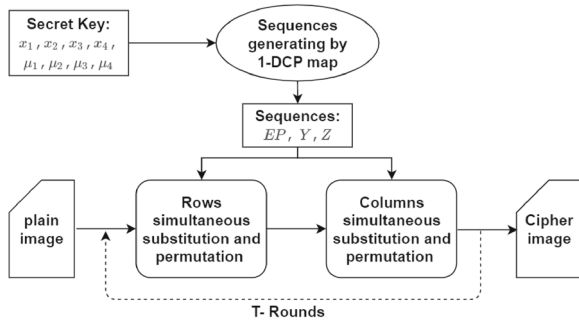 Secret Key:
x₁, x₂, x₃, x₄,
μ₁, μ₂, μ₃, μ₄
Sequences
generating by
1-DCP map
Sequences:
EP, Y, Z
plain
image
Rows
simultaneous
substitution and
permutation
Columns
simultaneous
substitution and
permutation
Cipher
image
T- Rounds